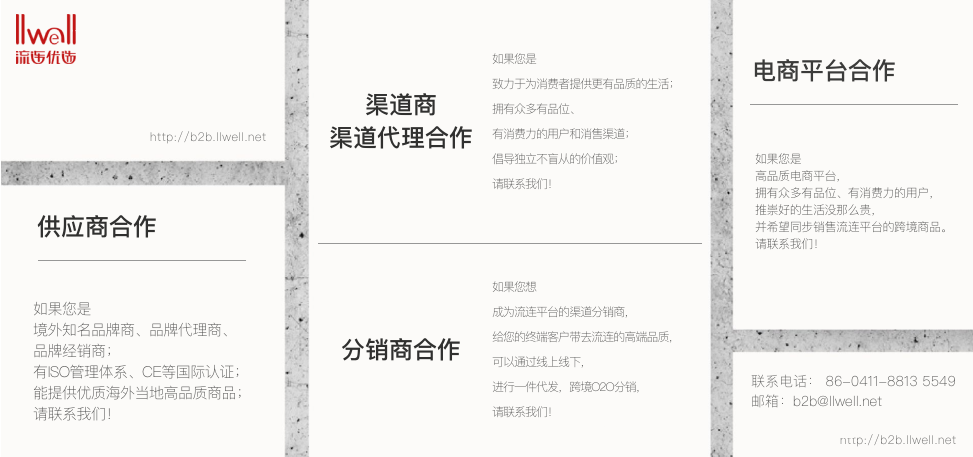 llwell
流连优选
http://b2b.llwell.net
供应商合作
如果您是
境外知名品牌商、品牌代理商、
品牌经销商；
有ISO管理体系、CE等国际认证；
能提供优质海外当地高品质商品；
请联系我们！
渠道商
渠道代理合作
如果您是
致力于为消费者提供更有品质的生活；
拥有众多有品位、
有消费力的用户和消售渠道；
倡导独立不盲从的价值观；
请联系我们！
分销商合作
如果您想
成为流连平台的渠道分销商，
给您的终端客户带去流连的高端品质，
可以通过线上线下，
进行一件代发，跨境O2O分销，
请联系我们！
电商平台合作
如果您是
高品质电商平台，
拥有众多有品位、有消费力的用户，
推崇好的生活没那么贵，
并希望同步销售流连平台的跨境商品。
请联系我们！
联系电话： 86-0411-8813 5549
邮箱：b2b@llwell.net
http://b2b.llwell.net